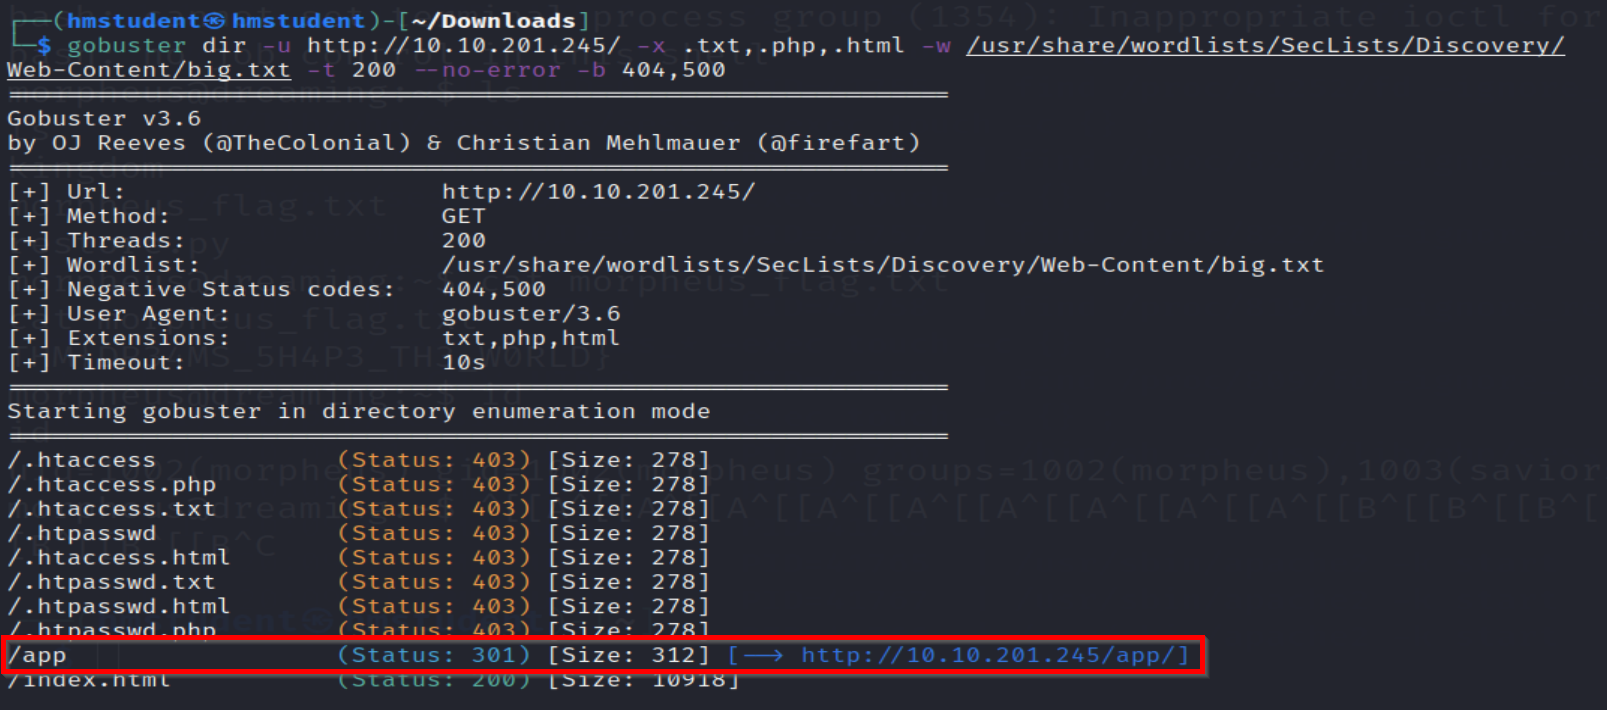 (hmstudent㉿hmstudent)-[~/Downloads]
$ gobuster dir -u http://10.10.201.245/ -x .txt,.php,.html -w /usr/share/wordlists/SecLists/Discovery/
Web-Content/big.txt -t 200 --no-error -b 404,500
===============================================================
Gobuster v3.6
by OJ Reeves (@TheColonial) & Christian Mehlmauer (@firefart)
===============================================================
[+] Url:                     http://10.10.201.245/
[+] Method:                  GET
[+] Threads:                 200
[+] Wordlist:                /usr/share/wordlists/SecLists/Discovery/Web-Content/big.txt
[+] Negative Status codes:   404,500
[+] User Agent:              gobuster/3.6
[+] Extensions:              txt,php,html
[+] Timeout:                 10s
===============================================================
Starting gobuster in directory enumeration mode
===============================================================
/.htaccess            (Status: 403) [Size: 278]
/.htaccess.php        (Status: 403) [Size: 278]
/.htaccess.txt        (Status: 403) [Size: 278]
/.htpasswd            (Status: 403) [Size: 278]
/.htaccess.html       (Status: 403) [Size: 278]
/.htpasswd.txt        (Status: 403) [Size: 278]
/.htpasswd.html       (Status: 403) [Size: 278]
/.htpasswd.php        (Status: 403) [Size: 278]
/app                  (Status: 301) [Size: 312] [--> http://10.10.201.245/app/]
/index.html           (Status: 200) [Size: 10918]